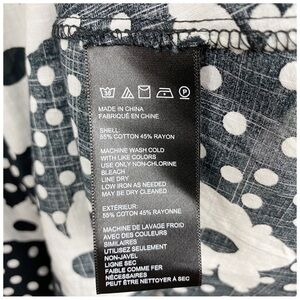 MADE IN CHINA
FABRIQUÉ EN CHINE
SHELL:
55% COTTON 45% RAYON
MACHINE WASH COLD
WITH LIKE COLORS
USE ONLY NON-CHLORINE
BLEACH
LINE DRY
LOW IRON AS NEEDED
MAY BE DRY CLEANED
EXTÉRIEUR:
55% COTON 45% RAYONNE
MACHINE DE LAVAGE FROID
AVEC DES COULEURS
SIMILAIRES
UTILISEZ SEULEMENT
NON-JAVEL
LIGNE SEC
FAIBLE COMME FER
NÉCESSAIRES
PEUT ÊTRE NETTOYER À SEC